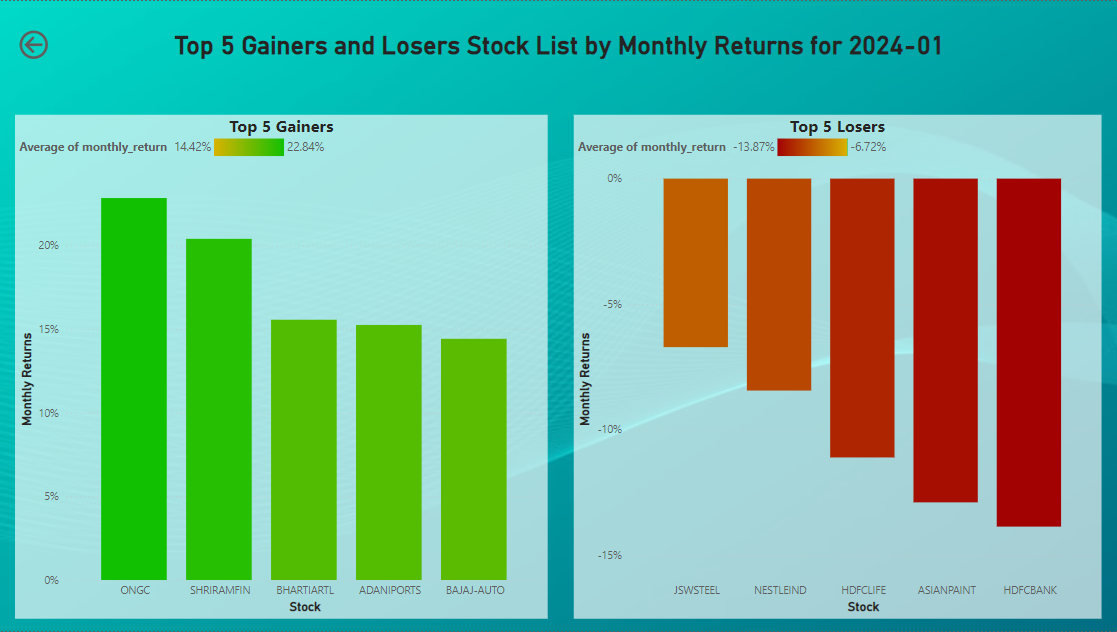 Top 5 Gainers and Losers Stock List by Monthly Returns for 2024-01
Top 5 Gainers
Average of monthly_return 14.42% 22.84%
20%
15%
10%
5%
0%
Monthly Returns
ONGC SHRIRAMFIN BHARTIARTL ADANIPORTS BAJAJ-AUTO
Stock
Top 5 Losers
Average of monthly_return -13.87% -6.72%
0%
-5%
-10%
-15%
Monthly Returns
JSWSTEEL NESTLEIND HDFCLIFE ASIANPAINT HDFCBANK
Stock